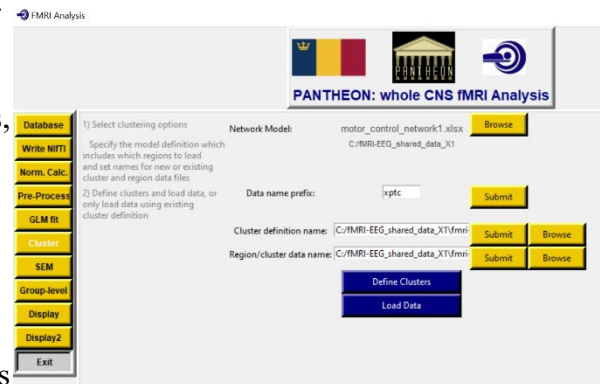 FMRI Analysis
PANTHEON
PANTHEON: whole CNS fMRI Analysis
Database
Write NIfTI
Norm. Calc.
Pre-Process
GLM fit
Cluster
SEM
Group-level
Display
Display2
Exit
1) Select clustering options
Specify the model definition which
includes which regions to load
and set names for new or existing
cluster and region data files
2) Define clusters and load data, or
only load data using existing
cluster definition
Network Model: motor_control_network1.xlsx Browse
C:/fMRI-EEG_shared_data_X1
Data name prefix: xptc Submit
Cluster definition name: C:/fMRI-EEG_shared_data_X1\fmri- Submit Browse
Region/cluster data name: C:/fMRI-EEG_shared_data_X1\fmri- Submit Browse
Define Clusters
Load Data
s